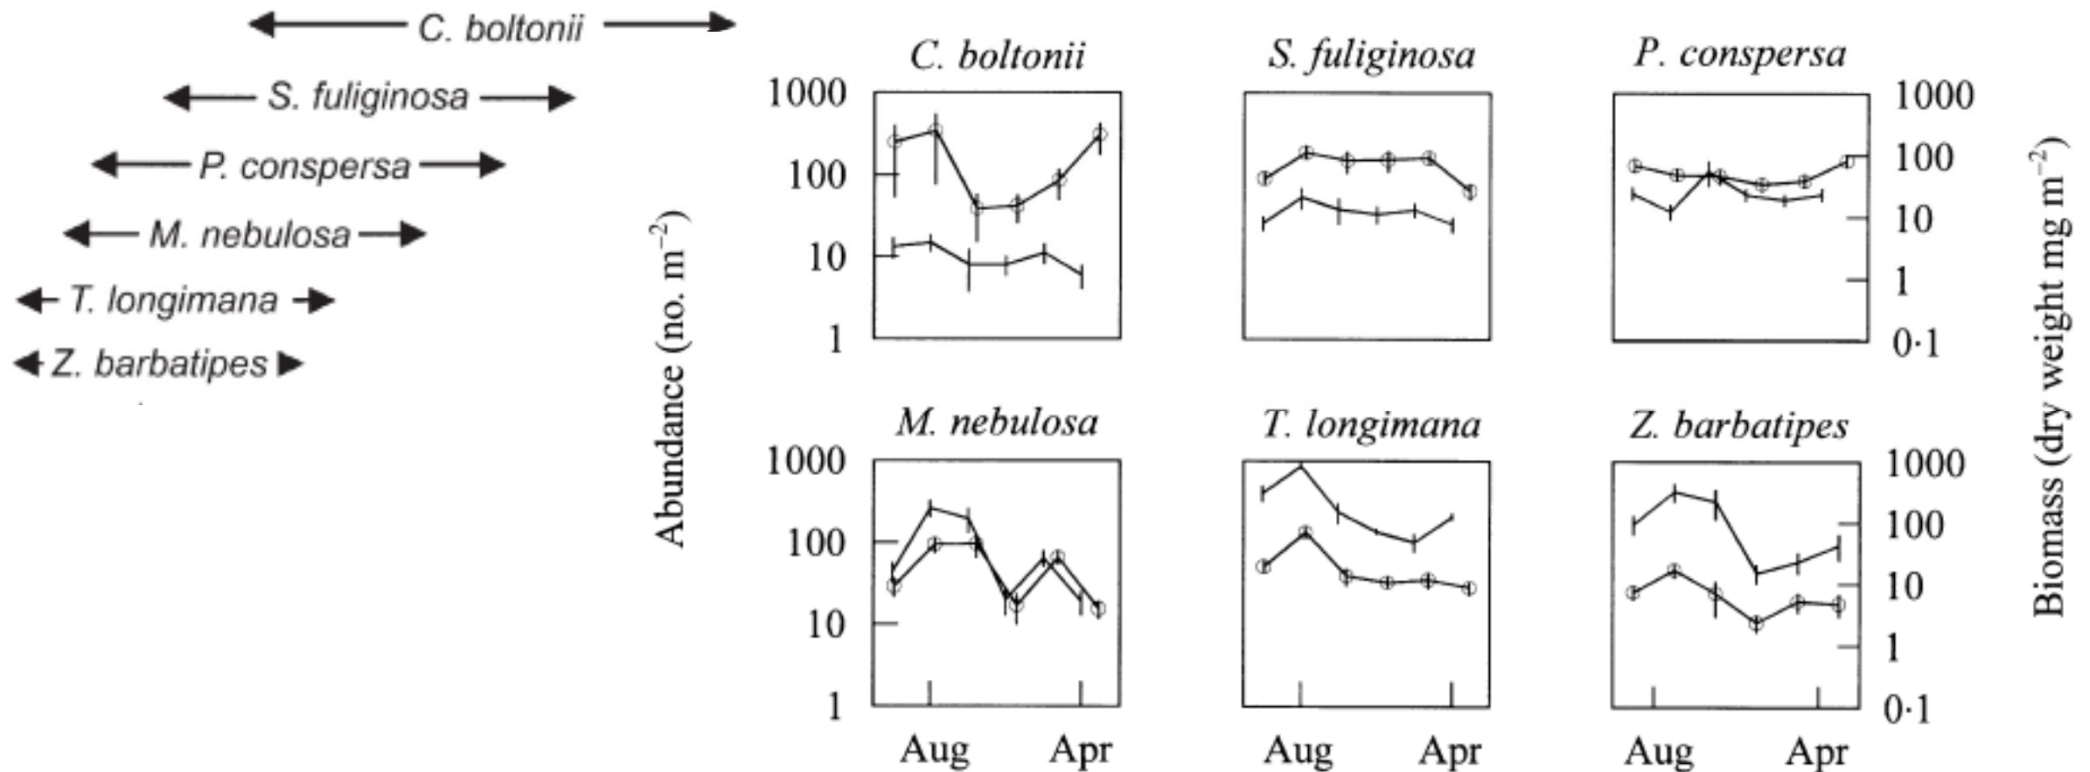 C. boltonii
S. fuliginosa
P. conspersa
M. nebulosa
T. longimana
Z. barbatipes
C. boltonii S. fuliginosa P. conspersa
1000 1000
100 100
10 10
1 1
0·1
M. nebulosa T. longimana Z. barbatipes
1000 1000
100 100
10 10
1 1
0·1
Aug Apr Aug Apr Aug Apr
Abundance (no. m⁻²)
Biomass (dry weight mg m⁻²)